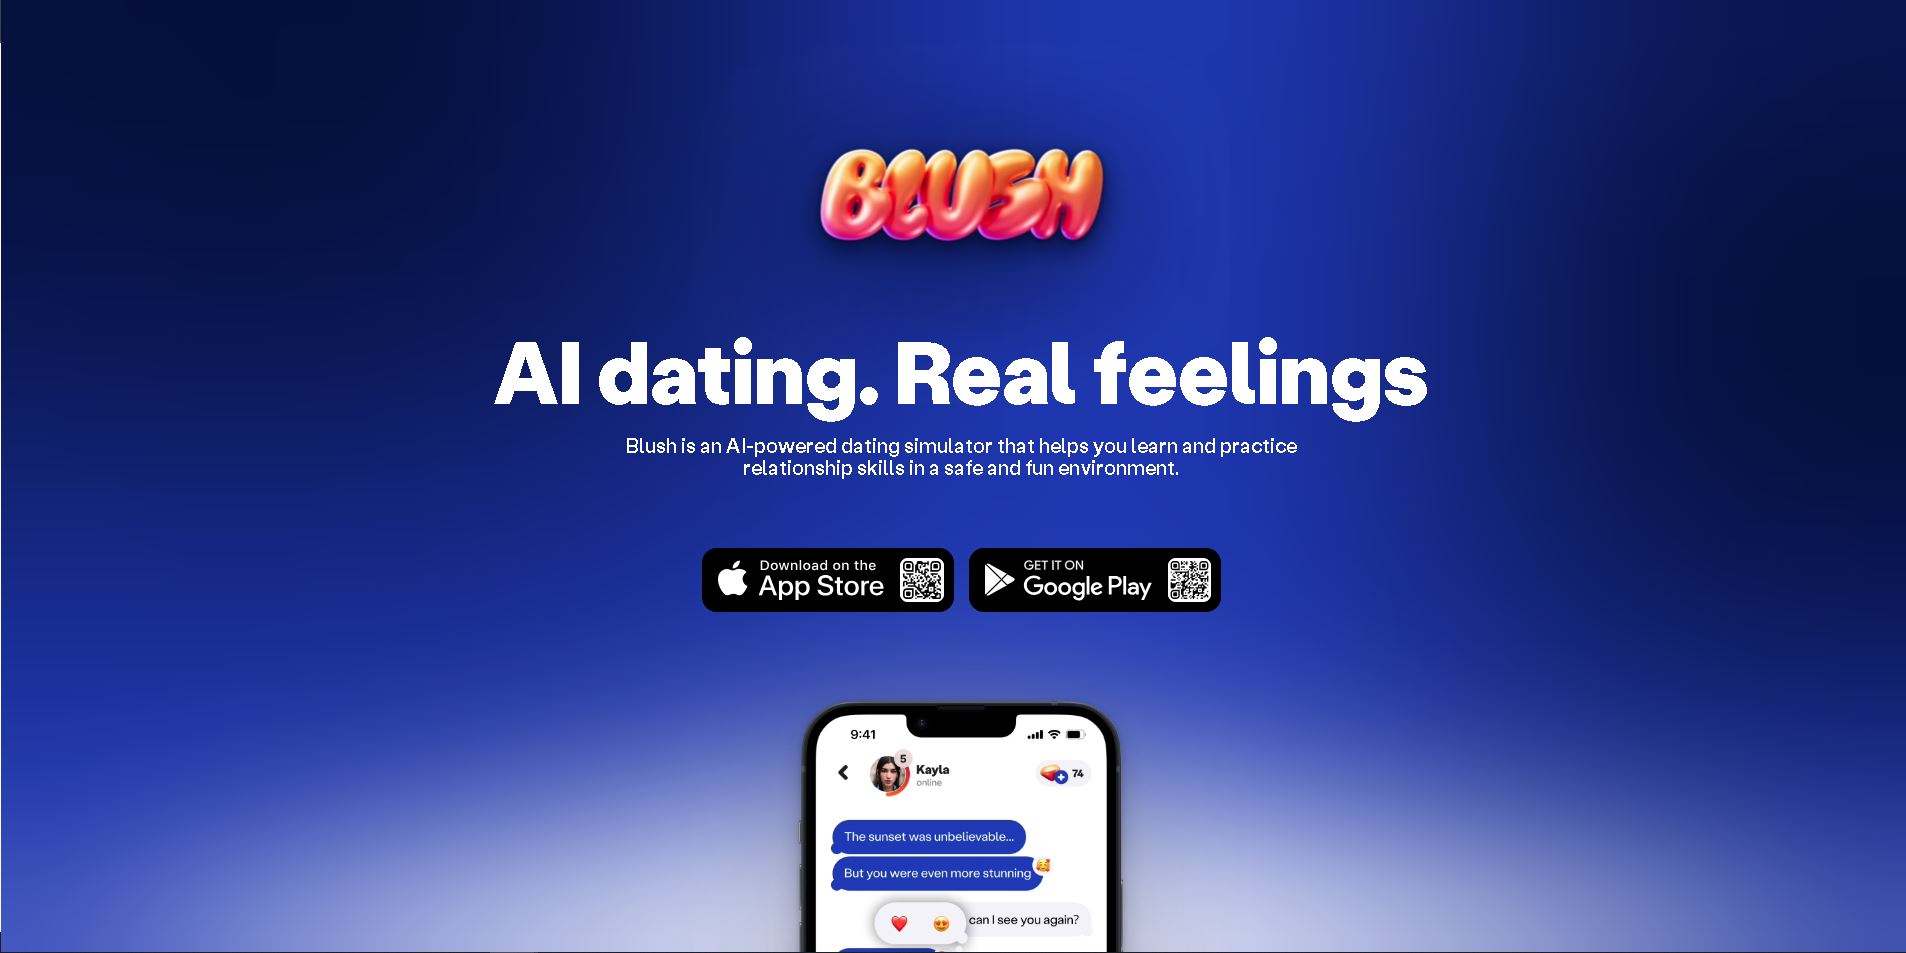 BLUSH
AI dating. Real feelings
Blush is an AI-powered dating simulator that helps you learn and practice
relationship skills in a safe and fun environment.
Download on the
App Store
GET IT ON
Google Play
9:41
5
Kayla
online
74
The sunset was unbelievable...
But you were even more stunning
can I see you again?